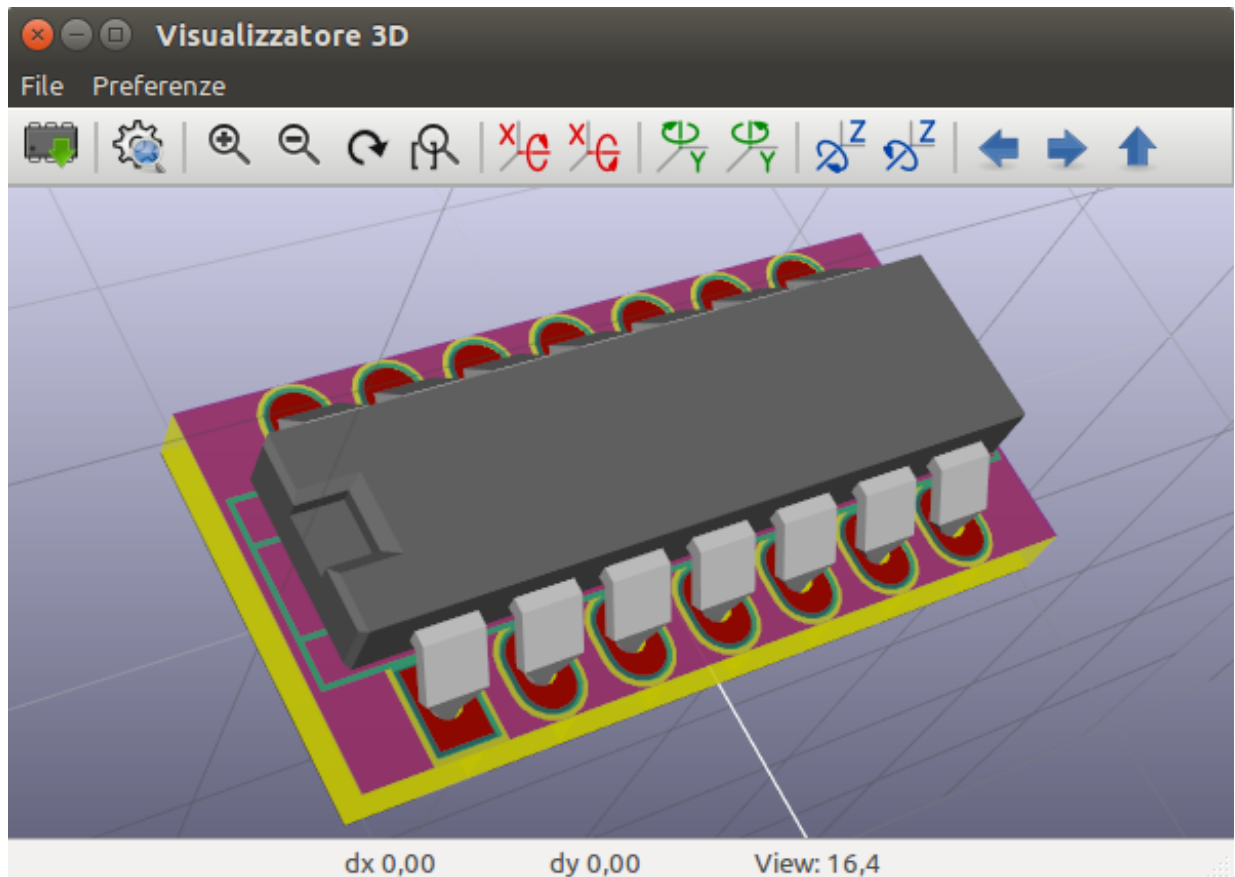 Visualizzatore 3D
File Preferenze
X X Y Y Z Z
dx 0,00 dy 0,00 View: 16,4